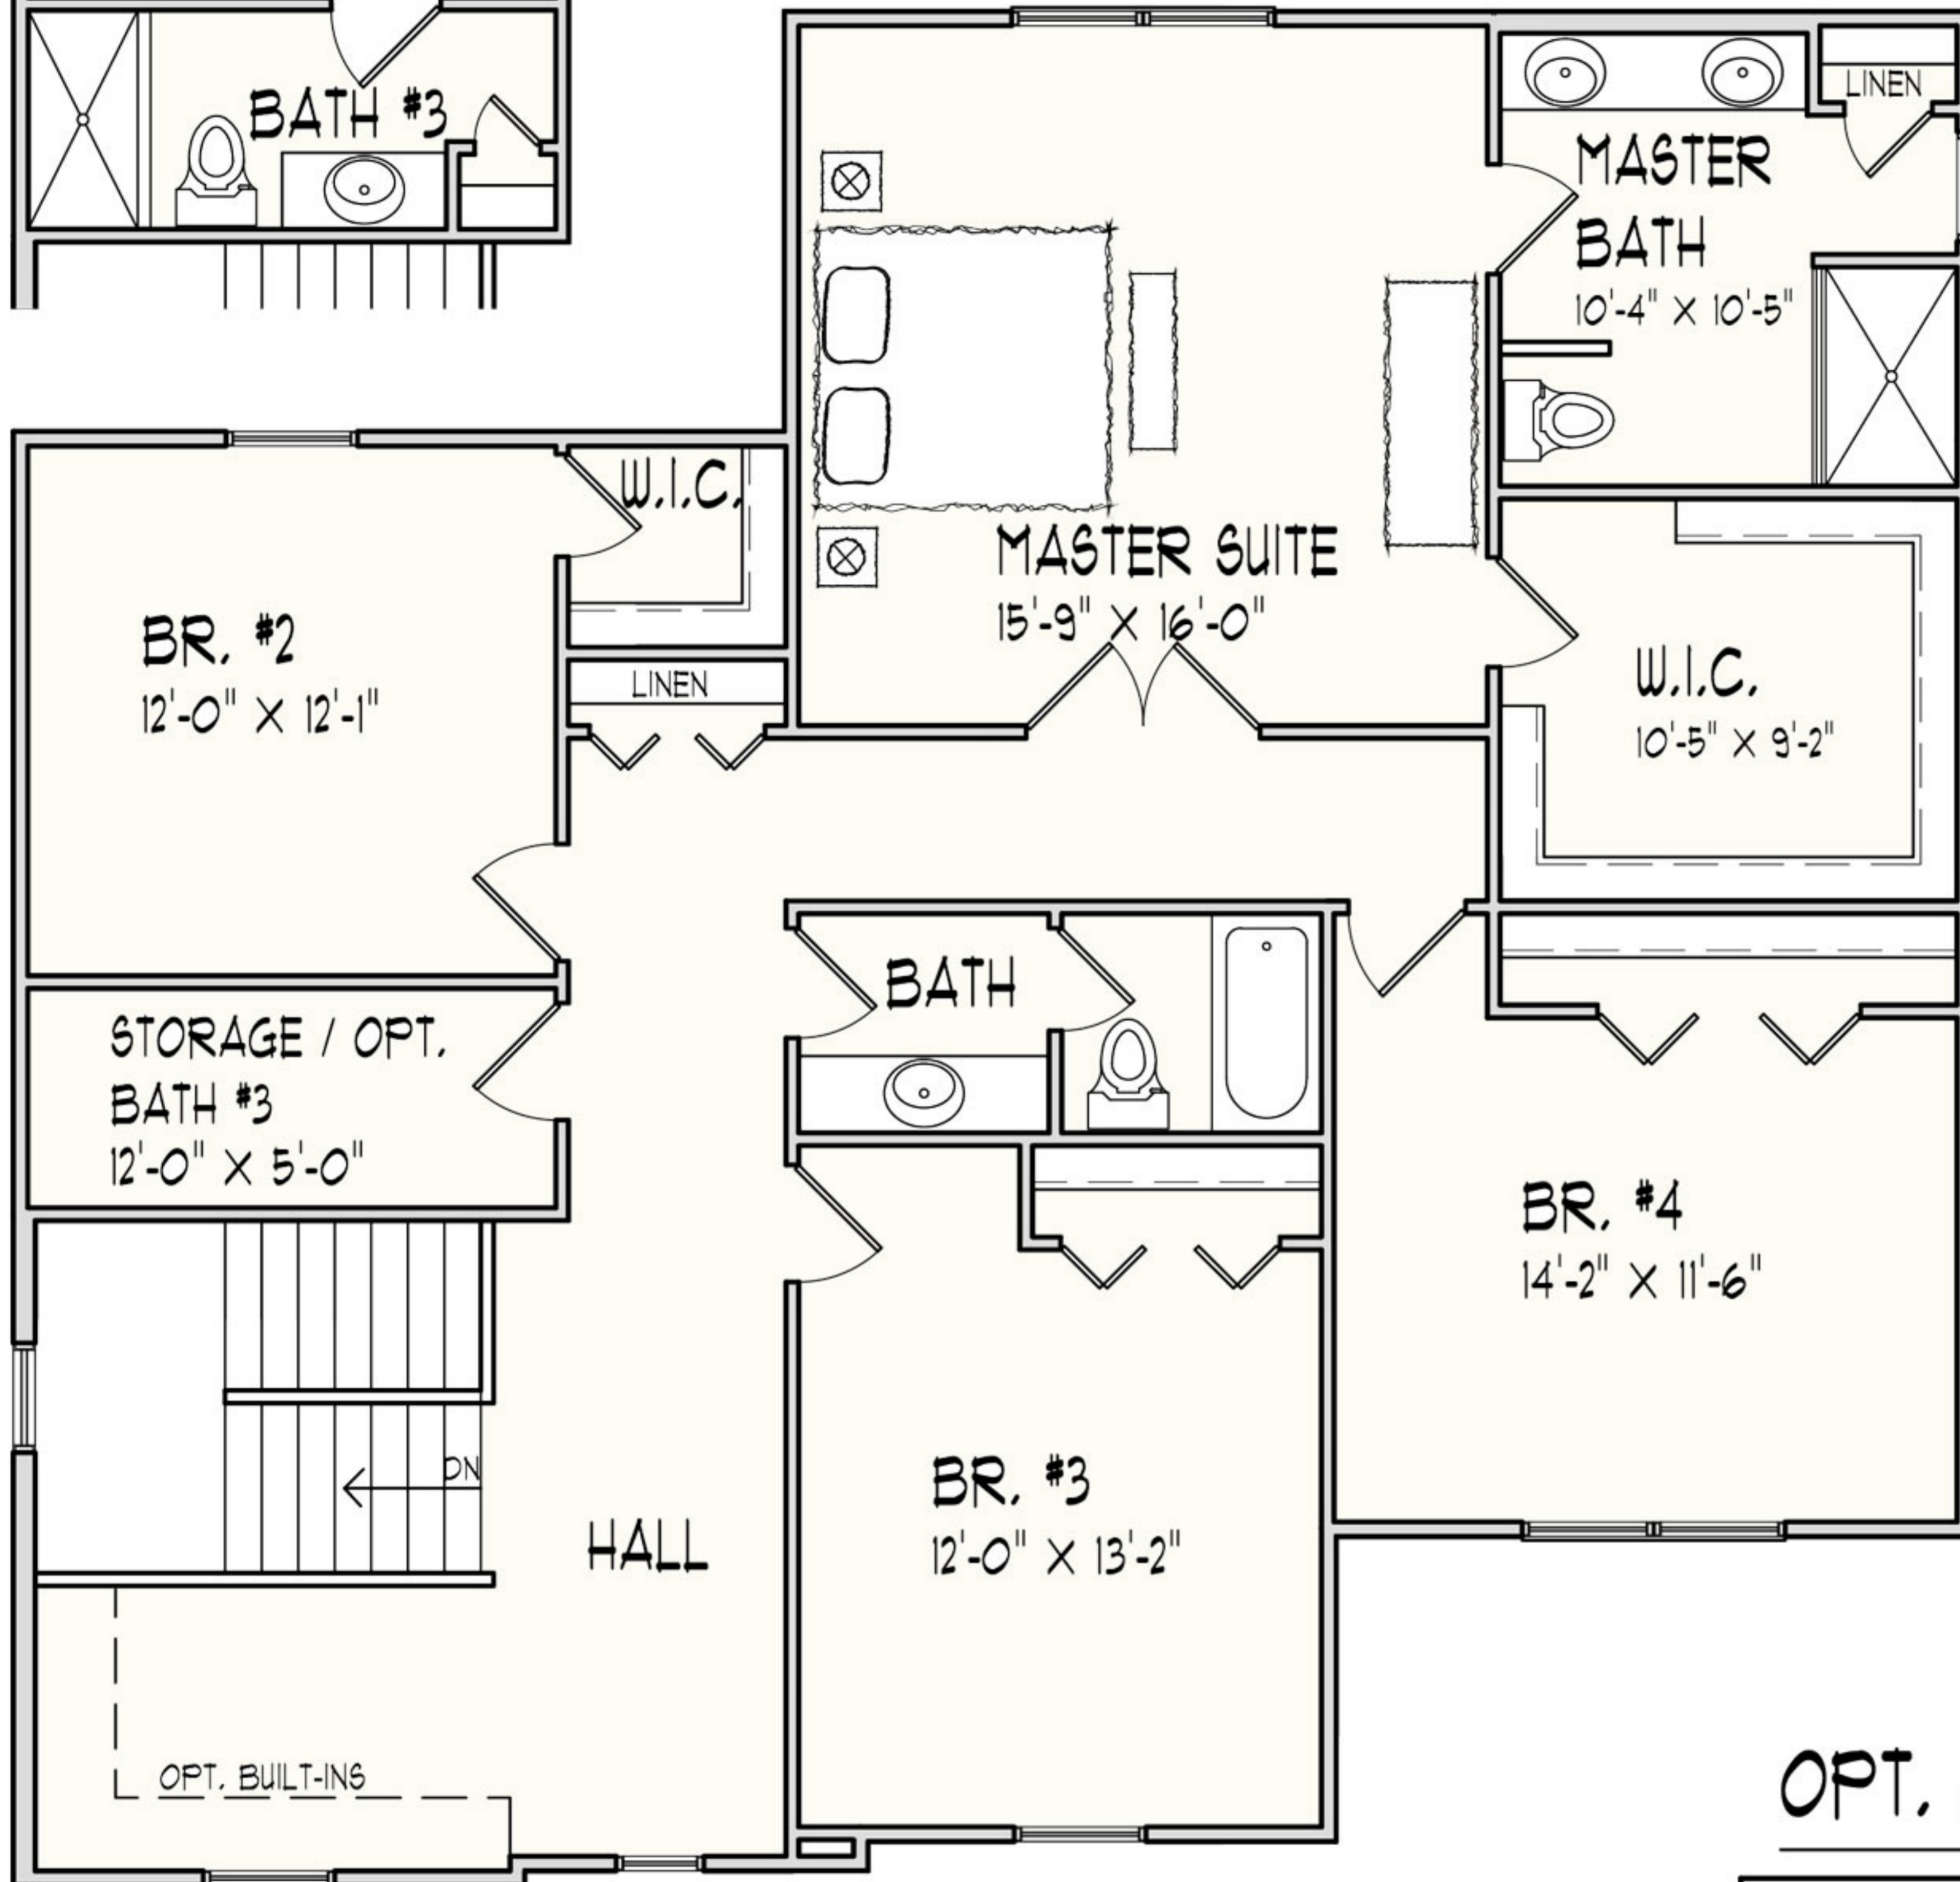 BATH #3
LINEN
MASTER
BATH
10'-4" X 10'-5"
W.I.C.
MASTER SUITE
15'-9" X 16'-0"
BR. #2
12'-0" X 12'-1"
LINEN
W.I.C.
10'-5" X 9'-2"
BATH
STORAGE / OPT.
BATH #3
12'-0" X 5'-0"
BR. #4
14'-2" X 11'-6"
DN
HALL
BR. #3
12'-0" X 13'-2"
OPT. BUILT-INS
OPT.